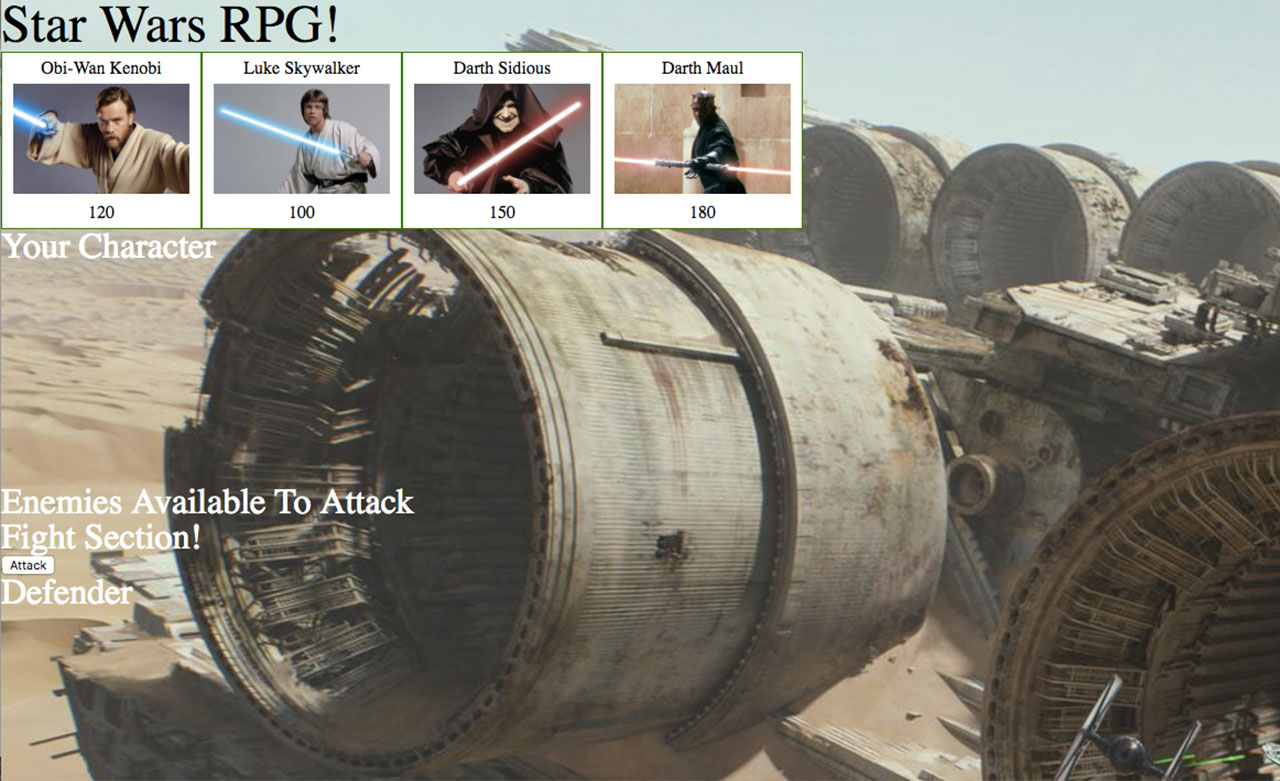 Star Wars RPG!
Obi-Wan Kenobi Luke Skywalker Darth Sidious Darth Maul
120 100 150 180
Your Character
Enemies Available To Attack
Fight Section!
Attack
Defender